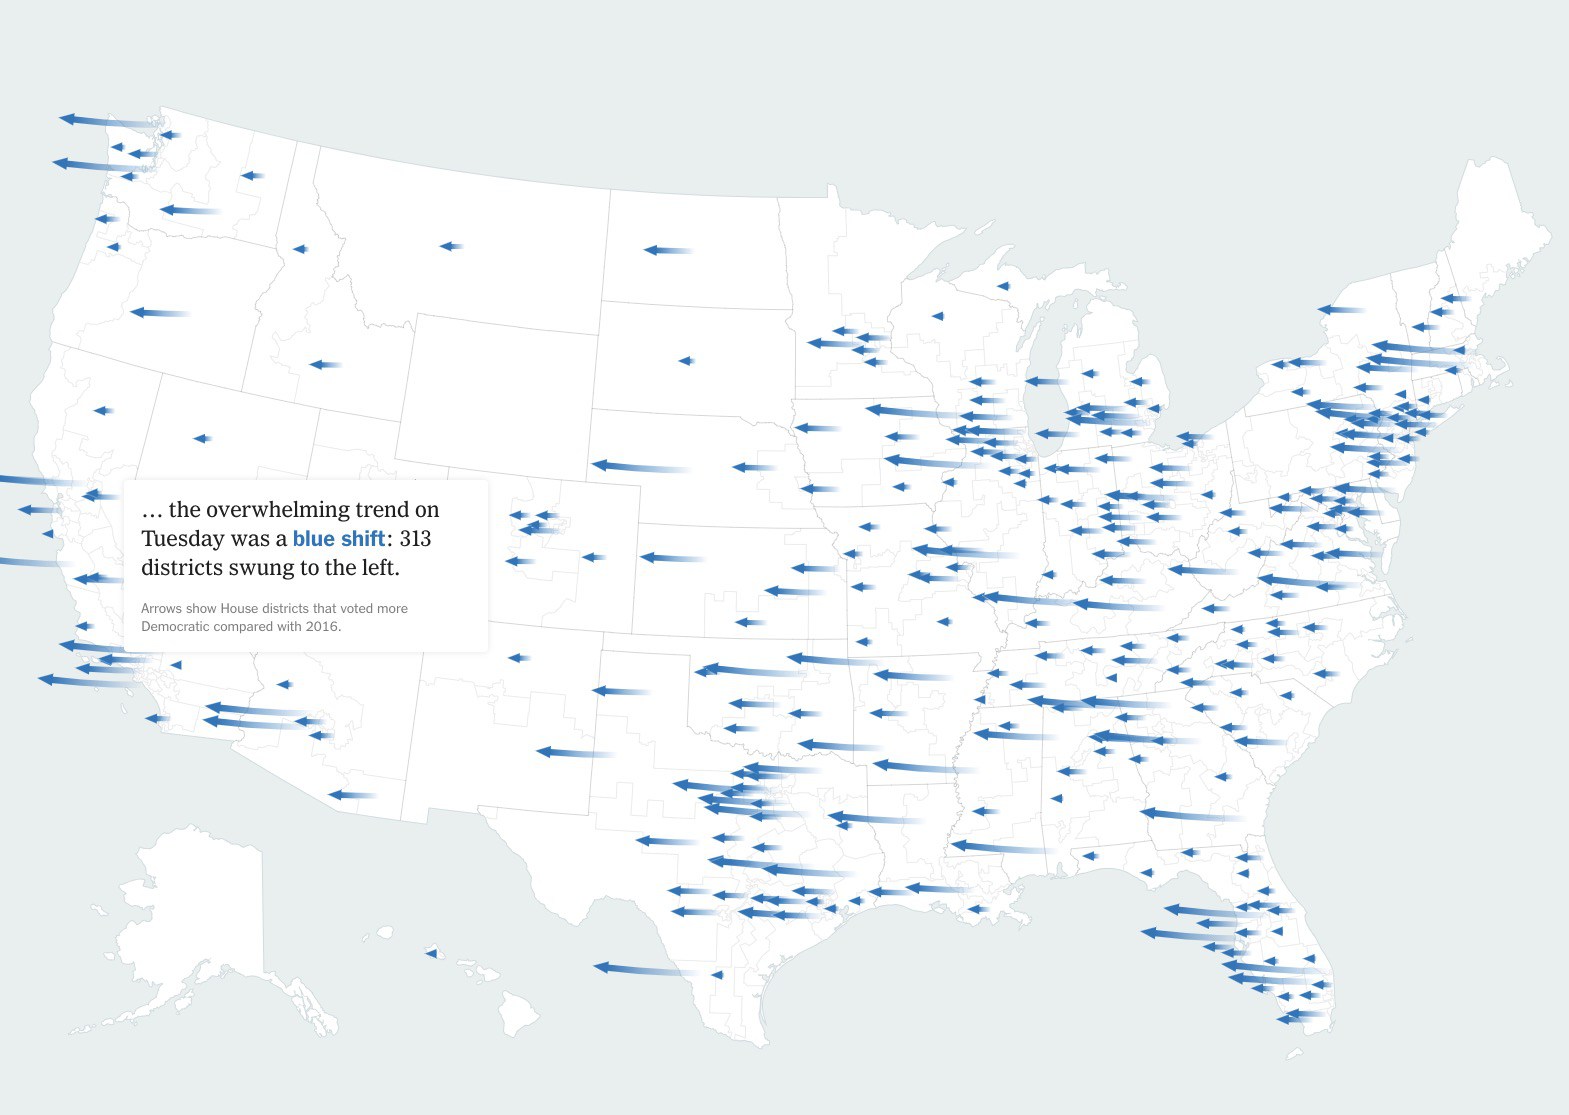 … the overwhelming trend on
Tuesday was a blue shift: 313
districts swung to the left.
Arrows show House districts that voted more
Democratic compared with 2016.